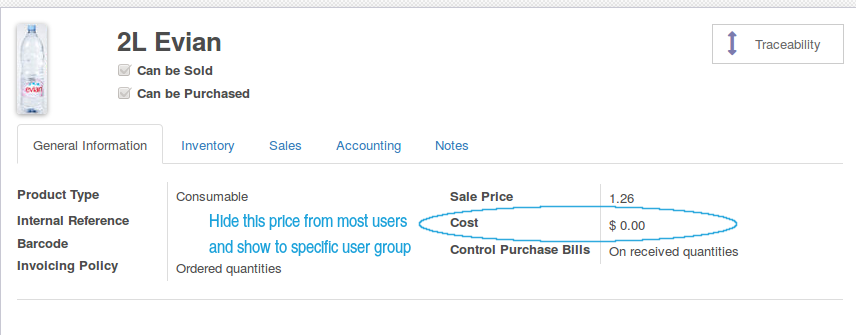 2L Evian
Can be Sold
Can be Purchased
Traceability
evian
General Information Inventory Sales Accounting Notes
Product Type Consumable
Internal Reference
Barcode
Invoicing Policy Ordered quantities
Hide this price from most users
and show to specific user group
Sale Price 1.26
Cost $ 0.00
Control Purchase Bills On received quantities